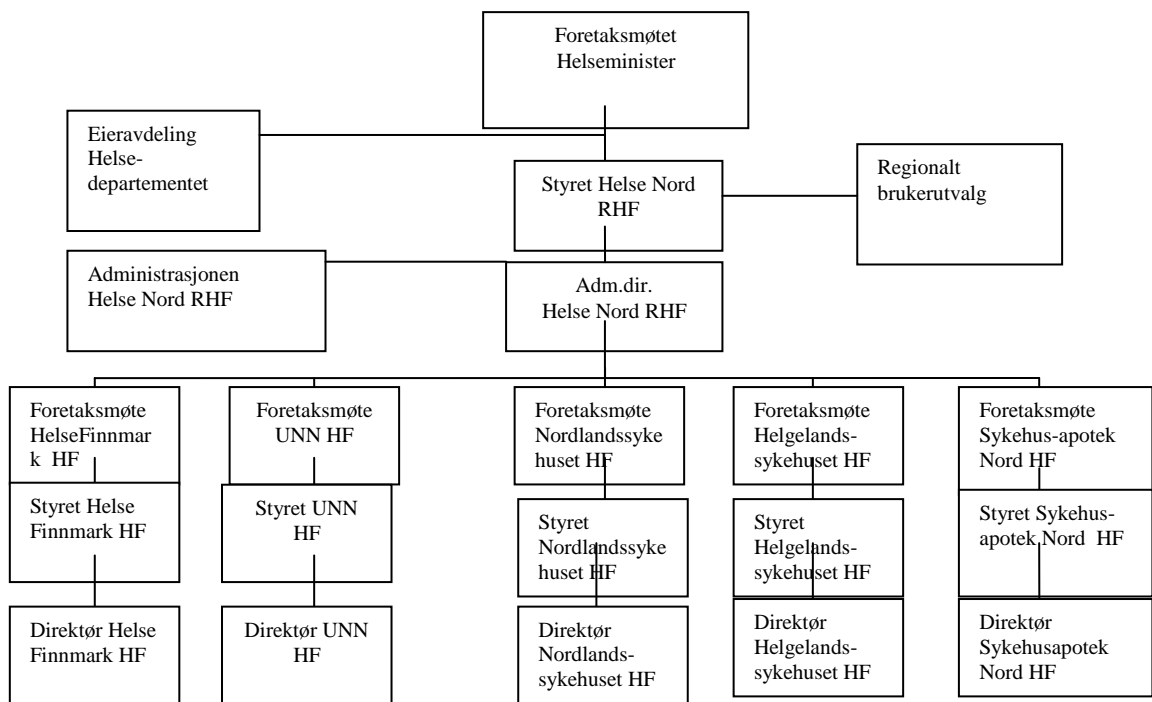 Foretaksmøtet
Helseminister
Eieravdeling
Helse-
departementet
Styret Helse Nord
RHF
Regionalt
brukerutvalg
Administrasjonen
Helse Nord RHF
Adm.dir.
Helse Nord RHF
Foretaksmøte
HelseFinnmar
k HF
Foretaksmøte
UNN HF
Foretaksmøte
Nordlandssyke
huset HF
Foretaksmøte
Helgelands-
sykehuset HF
Foretaksmøte
Sykehus-apotek
Nord HF
Styret Helse
Finnmark HF
Styret UNN
HF
Styret
Nordlandssyke
huset HF
Styret
Helgelands-
sykehuset HF
Styret Sykehus-
apotek Nord HF
Direktør Helse
Finnmark HF
Direktør UNN
HF
Direktør
Nordlands-
sykehuset HF
Direktør
Helgelands-
sykehuset HF
Direktør
Sykehusapotek
Nord HF